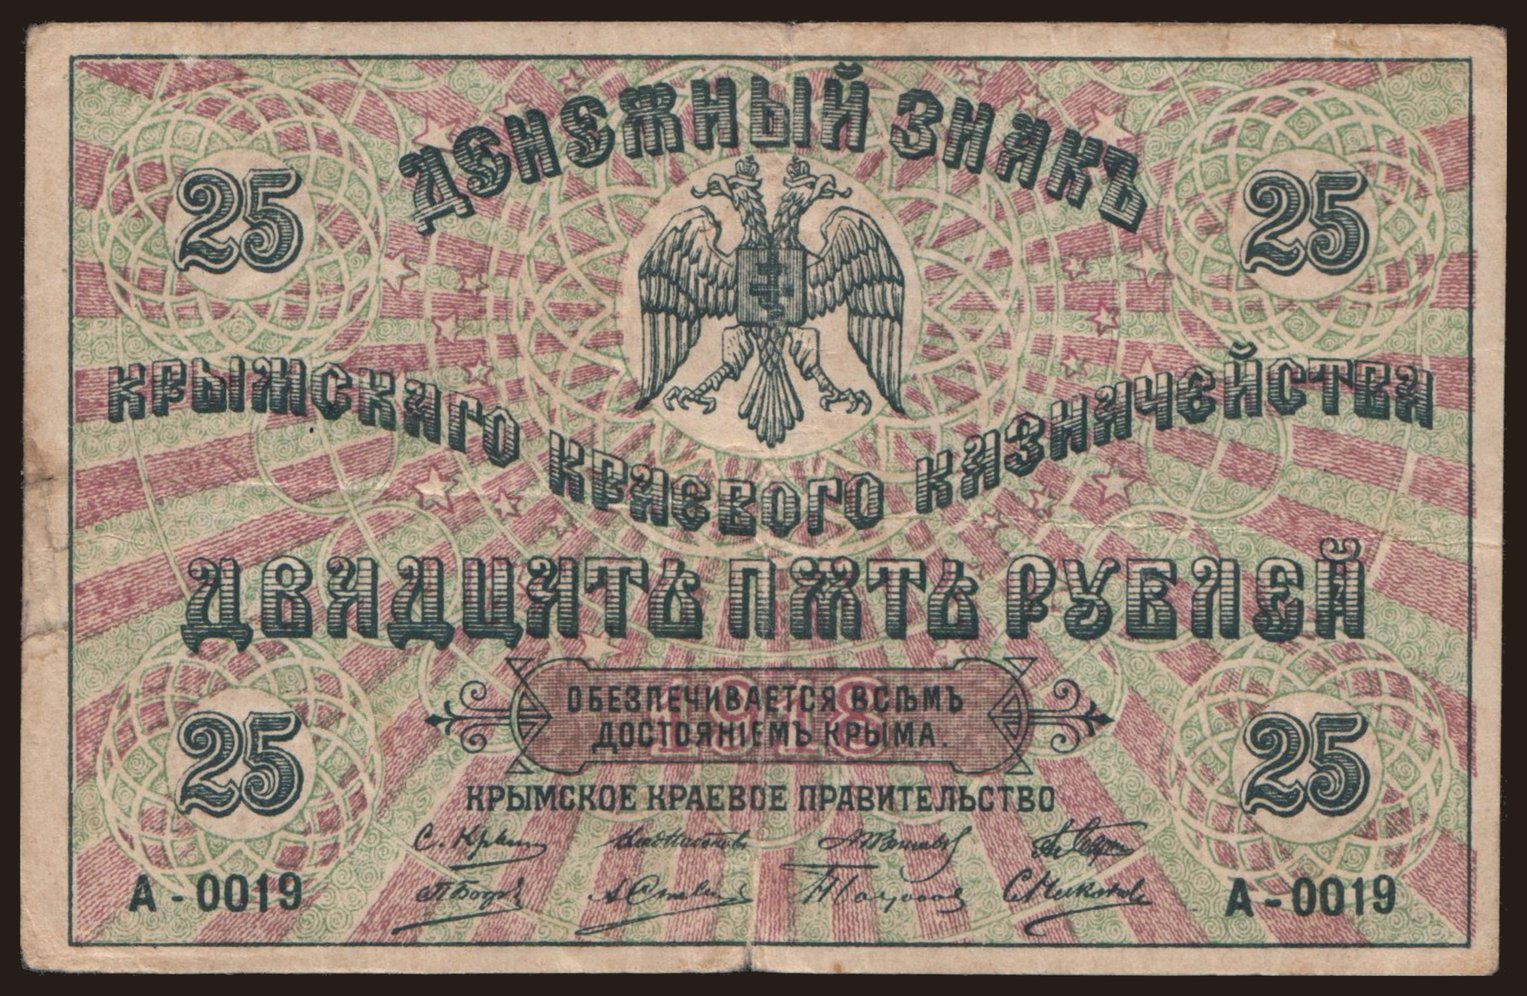 ДЕНЕЖНЫЙ ЗНАКЪ
25 25
КРЫМСКАГО КРАЕВОГО КАЗНАЧЕЙСТВА
ДВАДЦАТЬ ПЯТЬ РУБЛЕЙ
1918
ОБЕЗПЕЧИВАЕТСЯ ВСѢМЪ
ДОСТОЯНІЕМЪ КРЫМА.
25 25
КРЫМСКОЕ КРАЕВОЕ ПРАВИТЕЛЬСТВО
А-0019 А-0019